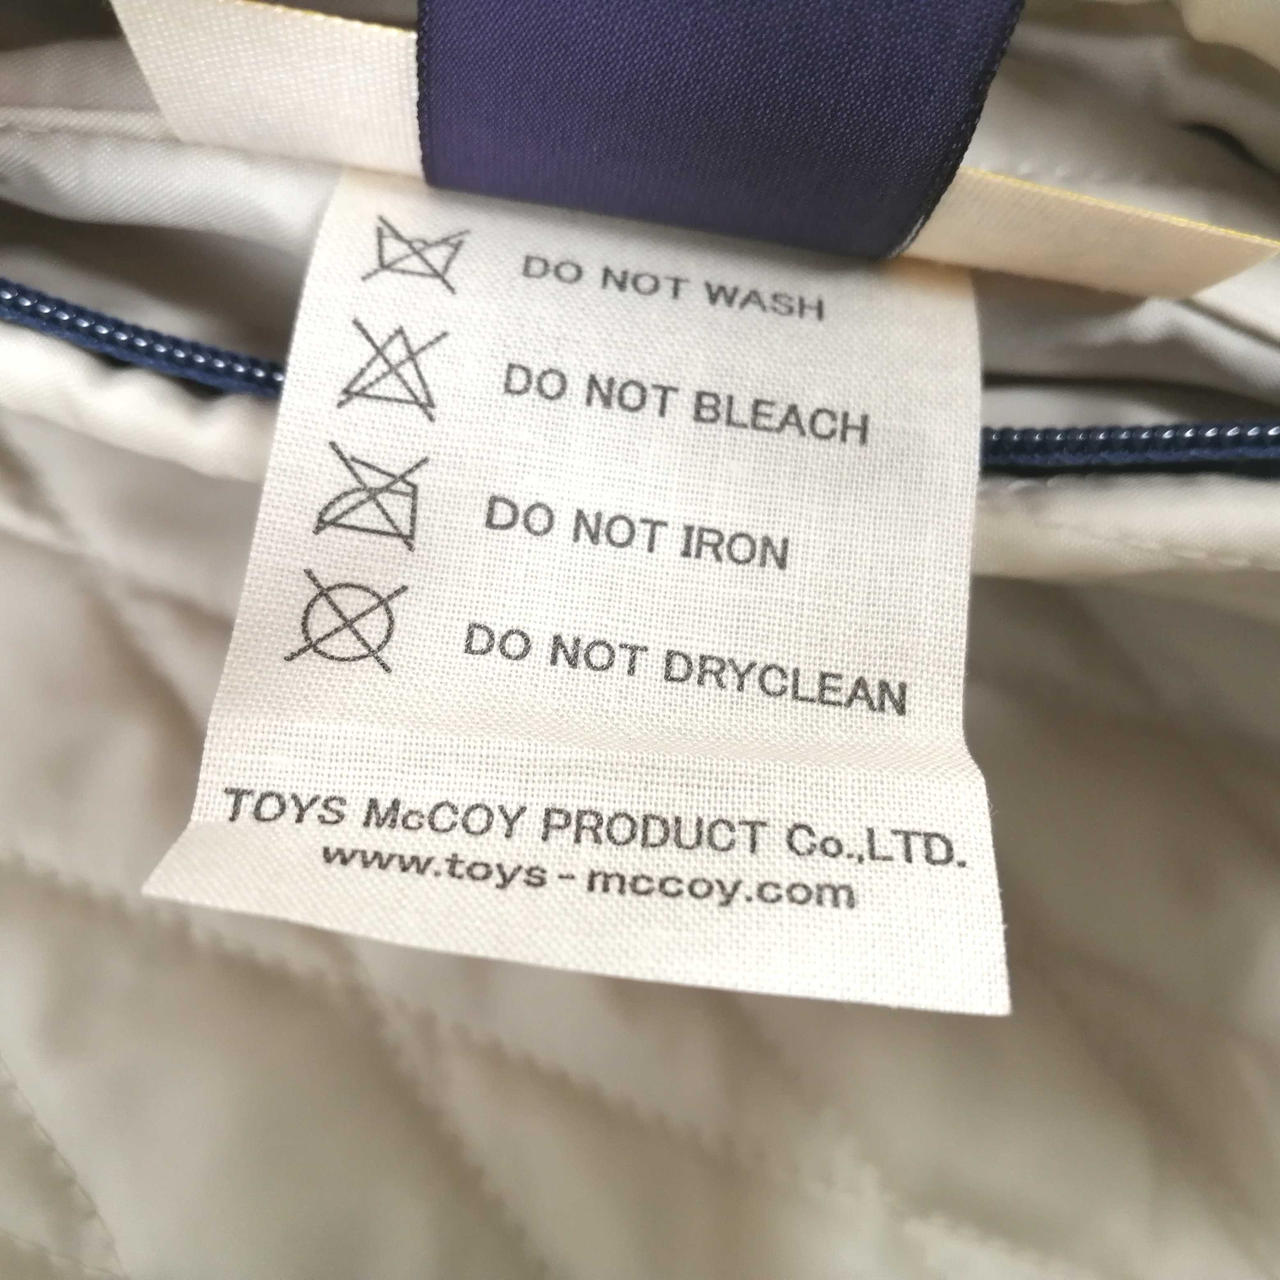 DO NOT WASH
DO NOT BLEACH
DO NOT IRON
DO NOT DRYCLEAN
TOYS McCOY PRODUCT Co.,LTD.
www.toys-mccoy.com